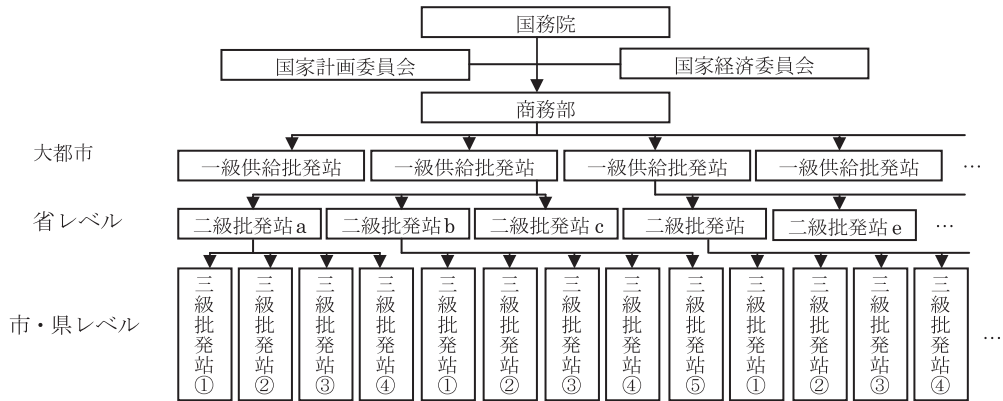 国務院
国家計画委員会
国家経済委員会
商務部
大都市
一級供給批発站
一級供給批発站
一級供給批発站
一級供給批発站
…
省レベル
二級批発站a
二級批発站b
二級批発站c
二級批発站
二級批発站e
…
市・県レベル
三級批発站①
三級批発站②
三級批発站③
三級批発站④
三級批発站①
三級批発站②
三級批発站③
三級批発站④
三級批発站⑤
三級批発站①
三級批発站②
三級批発站③
三級批発站④
…